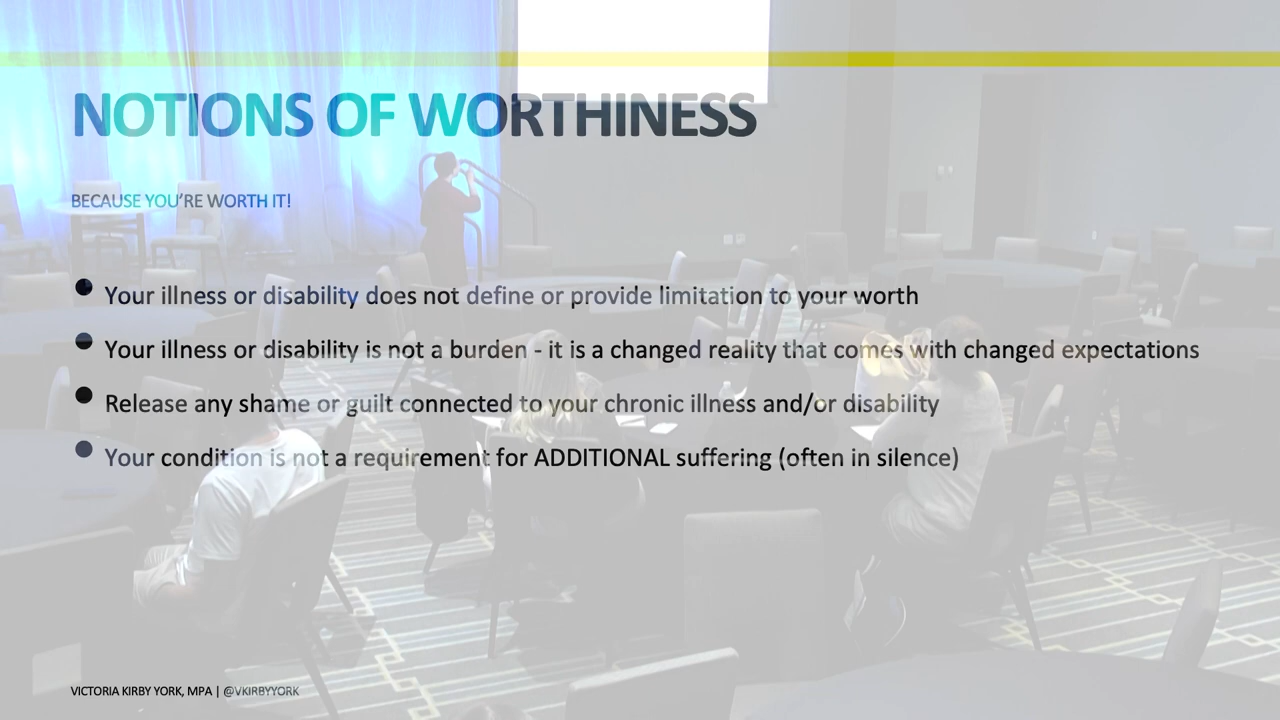 NOTIONS OF WORTHINESS
BECAUSE YOU’RE WORTH IT!
Your illness or disability does not define or provide limitation to your worth
Your illness or disability is not a burden - it is a changed reality that comes with changed expectations
Release any shame or guilt connected to your chronic illness and/or disability
Your condition is not a requirement for ADDITIONAL suffering (often in silence)
VICTORIA KIRBY YORK, MPA | @VKIRBYYORK